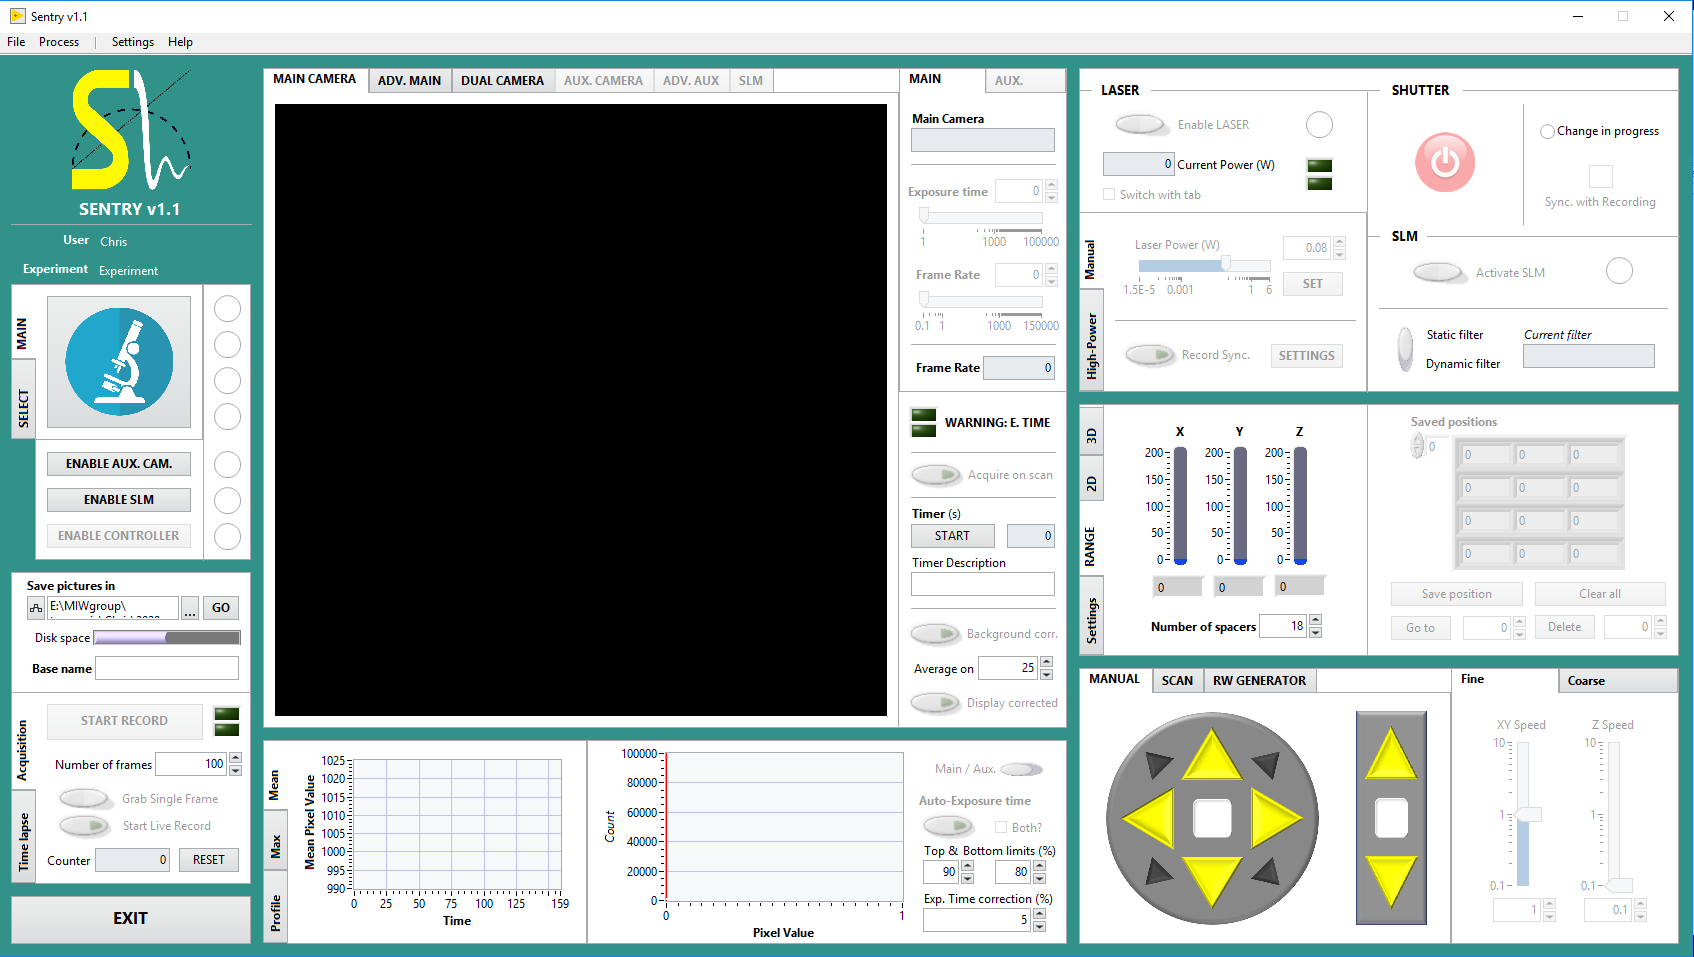 Sentry v1.1
File Process | Settings Help
SENTRY v1.1
User Chris
Experiment Experiment
MAIN
SELECT
ENABLE AUX. CAM.
ENABLE SLM
ENABLE CONTROLLER
Save pictures in
E:\MIWgroup\
... GO
Disk space
Base name
Acquisition
Time lapse
START RECORD
Number of frames 100
Grab Single Frame
Start Live Record
Counter 0 RESET
EXIT
MAIN CAMERA ADV. MAIN DUAL CAMERA AUX. CAMERA ADV. AUX SLM
MAIN AUX.
Main Camera
Exposure time 0
1 1000 100000
Frame Rate 0
0.1 1 1000 150000
Frame Rate 0
WARNING: E. TIME
Acquire on scan
Timer (s)
START 0
Timer Description
Background corr.
Average on 25
Display corrected
Mean
Max
Profile
Mean Pixel Value
1025
1020
1015
1010
1005
1000
995
990
0 25 50 75 100 125 159
Time
Count
100000
80000
60000
40000
20000
0
0 1
Pixel Value
Main / Aux.
Auto-Exposure time
Both?
Top & Bottom limits (%)
90 80
Exp. Time correction (%)
5
LASER
Enable LASER
0 Current Power (W)
Switch with tab
Manual
High-Power
Laser Power (W) 0.08
1.5E-5 0.001 1 6
SET
Record Sync. SETTINGS
SHUTTER
Change in progress
Sync. with Recording
SLM
Activate SLM
Static filter
Dynamic filter
Current filter
3D
2D
RANGE
Settings
X Y Z
200 200 200
150 150 150
100 100 100
50 50 50
0 0 0
0 0 0
Number of spacers 18
Saved positions
0
0 0 0
0 0 0
0 0 0
0 0 0
Save position Clear all
Go to 0 Delete 0
MANUAL SCAN RW GENERATOR
Fine Coarse
XY Speed Z Speed
10 10
1 1
0.1 0.1
1 0.1